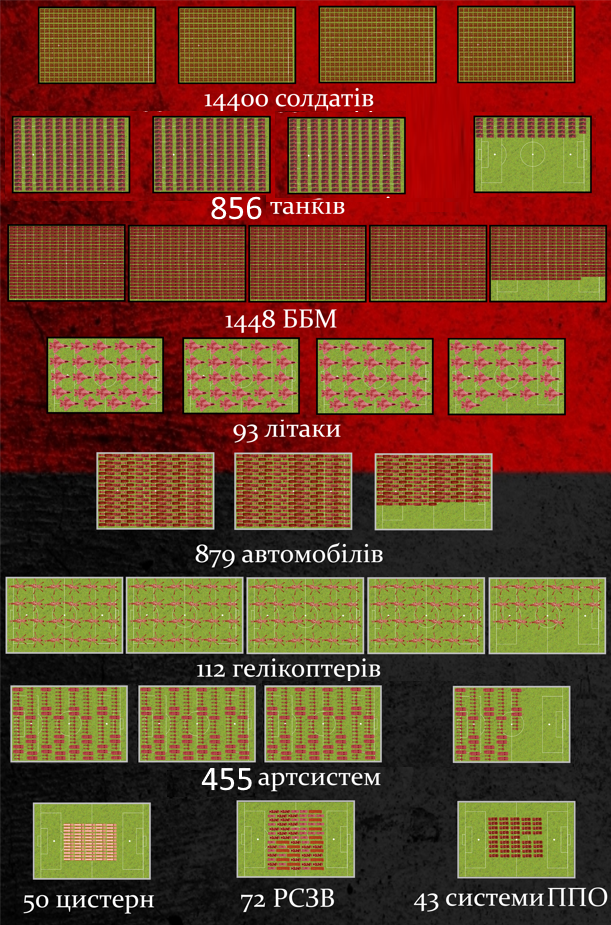 14400 солдатів
856 танків
1448 ББМ
93 літаки
879 автомобілів
112 гелікоптерів
455 артсистем
50 цистерн
72 РСЗВ
43 системи ППО